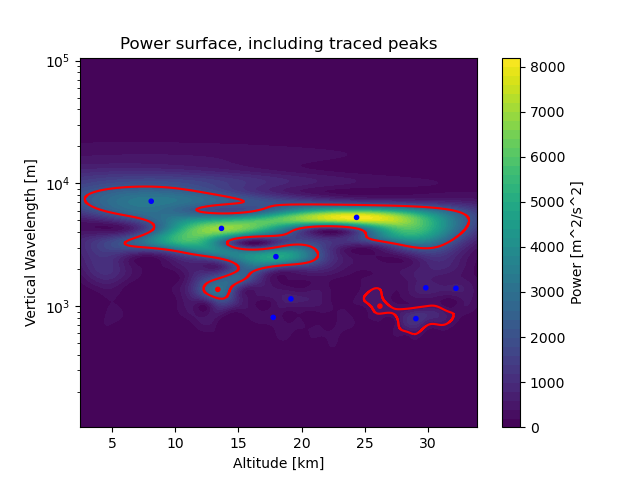 Power surface, including traced peaks
10^5
10^4
10^3
Vertical Wavelength [m]
5 10 15 20 25 30
Altitude [km]
8000
7000
6000
5000
4000
3000
2000
1000
0
Power [m^2/s^2]